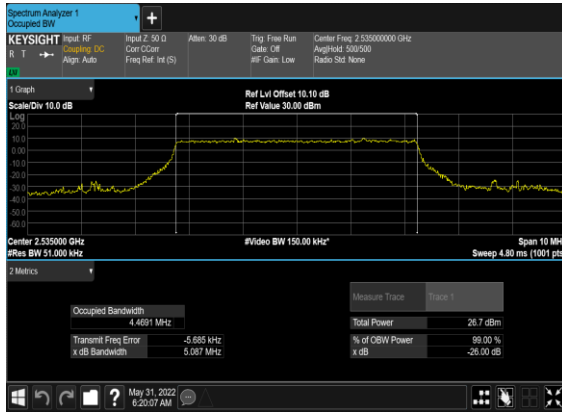 Spectrum Analyzer 1
Occupied BW
+
KEYSIGHT Input: RF Input Z: 50 Ω Atten: 30 dB Trig: Free Run Center Freq: 2.535000000 GHz
R T Coupling: DC Corr CCorr Gate: Off Avg|Hold: 500/500
Align: Auto Freq Ref: Int (S) #IF Gain: Low Radio Std: None
LXI
1 Graph
Ref Lvl Offset 10.10 dB
Scale/Div 10.0 dB Ref Value 30.00 dBm
Log
20.0
10.0
0.00
-10.0
-20.0
-30.0
-40.0
-50.0
-60.0
Center 2.535000 GHz #Video BW 150.00 kHz* Span 10 MH
#Res BW 51.000 kHz Sweep 4.80 ms (1001 pts
2 Metrics
Measure Trace Trace 1
Occupied Bandwidth
4.4691 MHz Total Power 26.7 dBm
Transmit Freq Error -5.685 kHz % of OBW Power 99.00 %
x dB Bandwidth 5.087 MHz x dB -26.00 dB
? May 31, 2022
6:20:07 AM